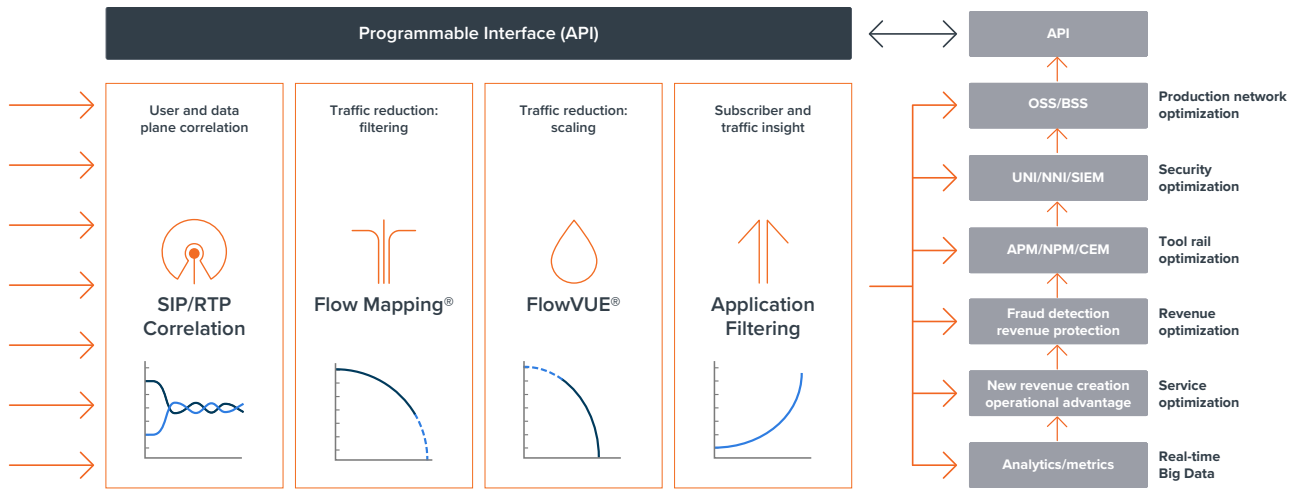 Programmable Interface (API)
API
User and data
plane correlation
SIP/RTP
Correlation
Traffic reduction:
filtering
Flow Mapping®
Traffic reduction:
scaling
FlowVUE®
Subscriber and
traffic insight
Application
Filtering
OSS/BSS
Production network
optimization
UNI/NNI/SIEM
Security
optimization
APM/NPM/CEM
Tool rail
optimization
Fraud detection
revenue protection
Revenue
optimization
New revenue creation
operational advantage
Service
optimization
Analytics/metrics
Real-time
Big Data